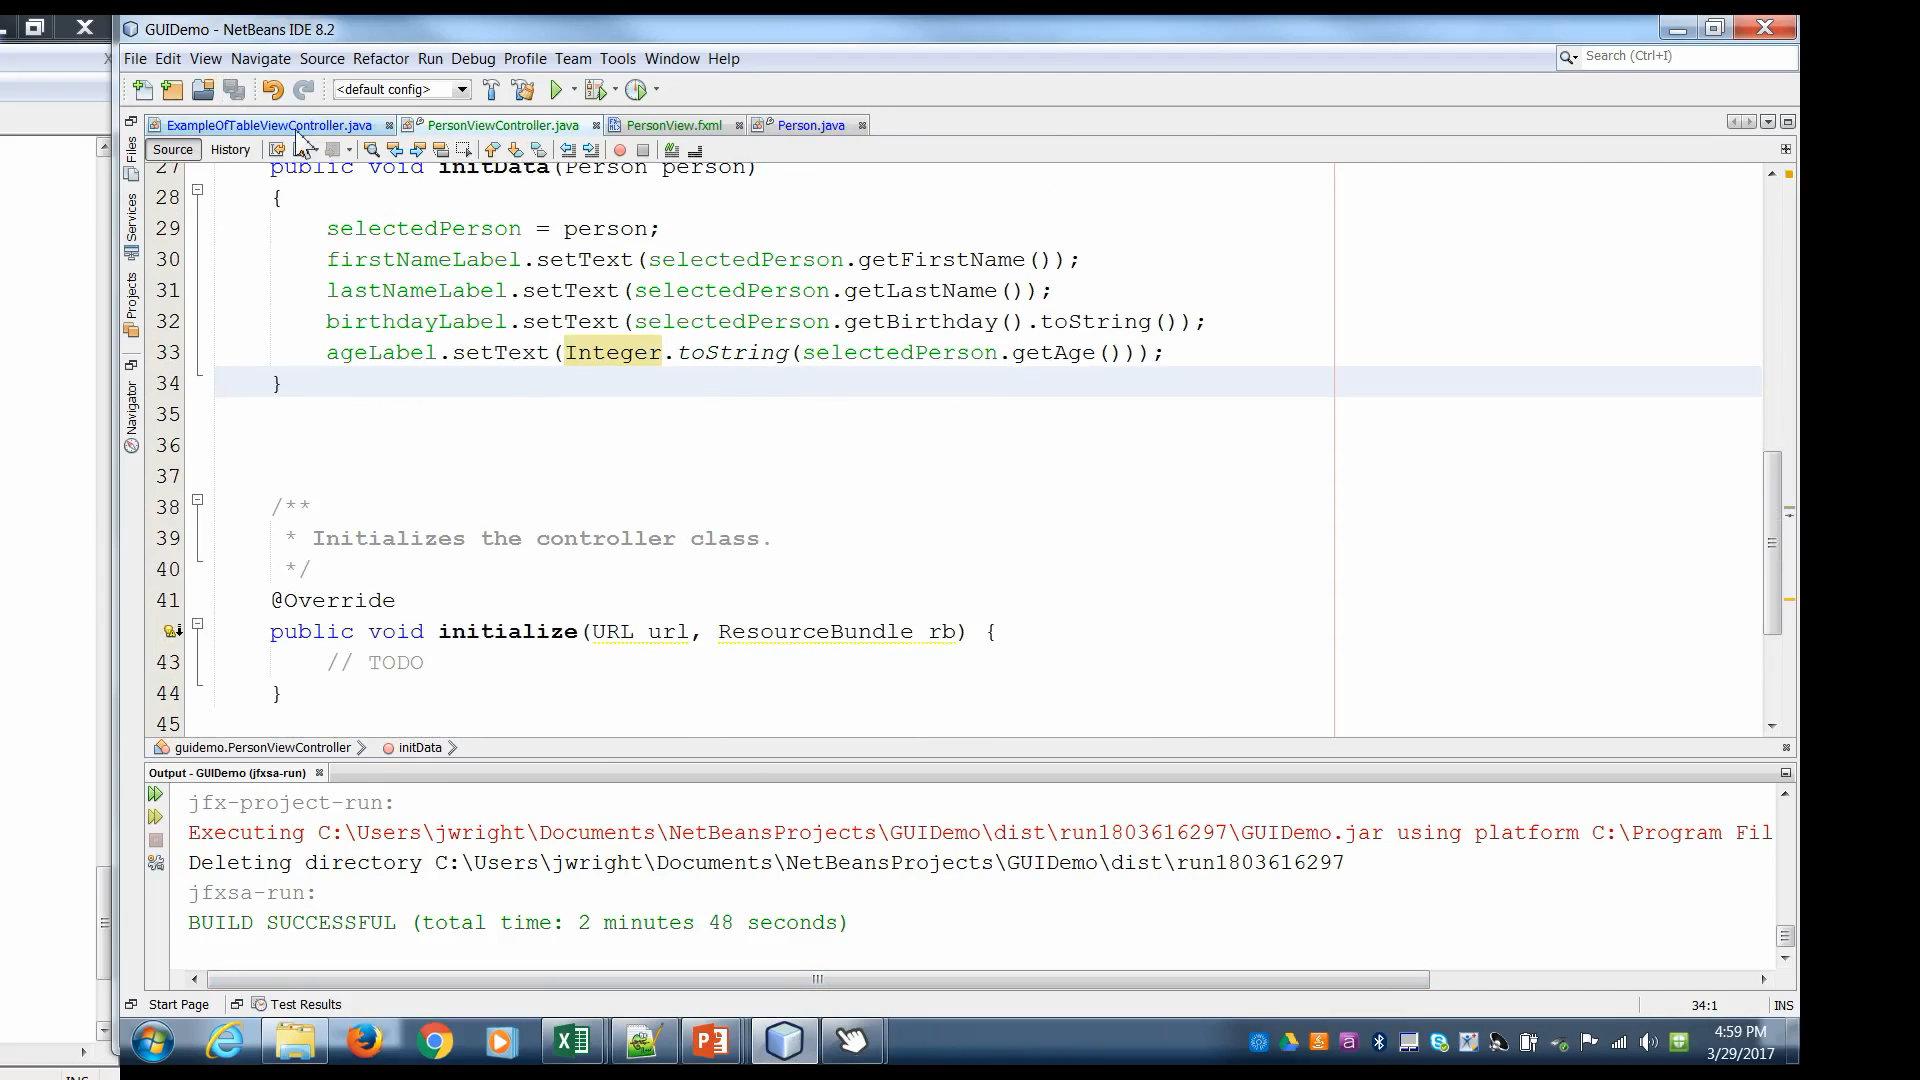 GUIDemo - NetBeans IDE 8.2
File Edit View Navigate Source Refactor Run Debug Profile Team Tools Window Help
Search (Ctrl+I)
<default config>
ExampleOfTableViewController.java PersonViewController.java PersonView.fxml Person.java
Source History
Files
Services
Projects
Navigator
27 public void initData(Person person)
28 {
29 selectedPerson = person;
30 firstNameLabel.setText(selectedPerson.getFirstName());
31 lastNameLabel.setText(selectedPerson.getLastName());
32 birthdayLabel.setText(selectedPerson.getBirthday().toString());
33 ageLabel.setText(Integer.toString(selectedPerson.getAge()));
34 }
35
36
37
38 /**
39 * Initializes the controller class.
40 */
41 @Override
public void initialize(URL url, ResourceBundle rb) {
43 // TODO
44 }
45
guidemo.PersonViewController initData
Output - GUIDemo (jfxsa-run)
jfx-project-run:
Executing C:\Users\jwright\Documents\NetBeansProjects\GUIDemo\dist\run1803616297\GUIDemo.jar using platform C:\Program Fil
Deleting directory C:\Users\jwright\Documents\NetBeansProjects\GUIDemo\dist\run1803616297
jfxsa-run:
BUILD SUCCESSFUL (total time: 2 minutes 48 seconds)
Start Page Test Results
34:1 INS
4:59 PM
3/29/2017